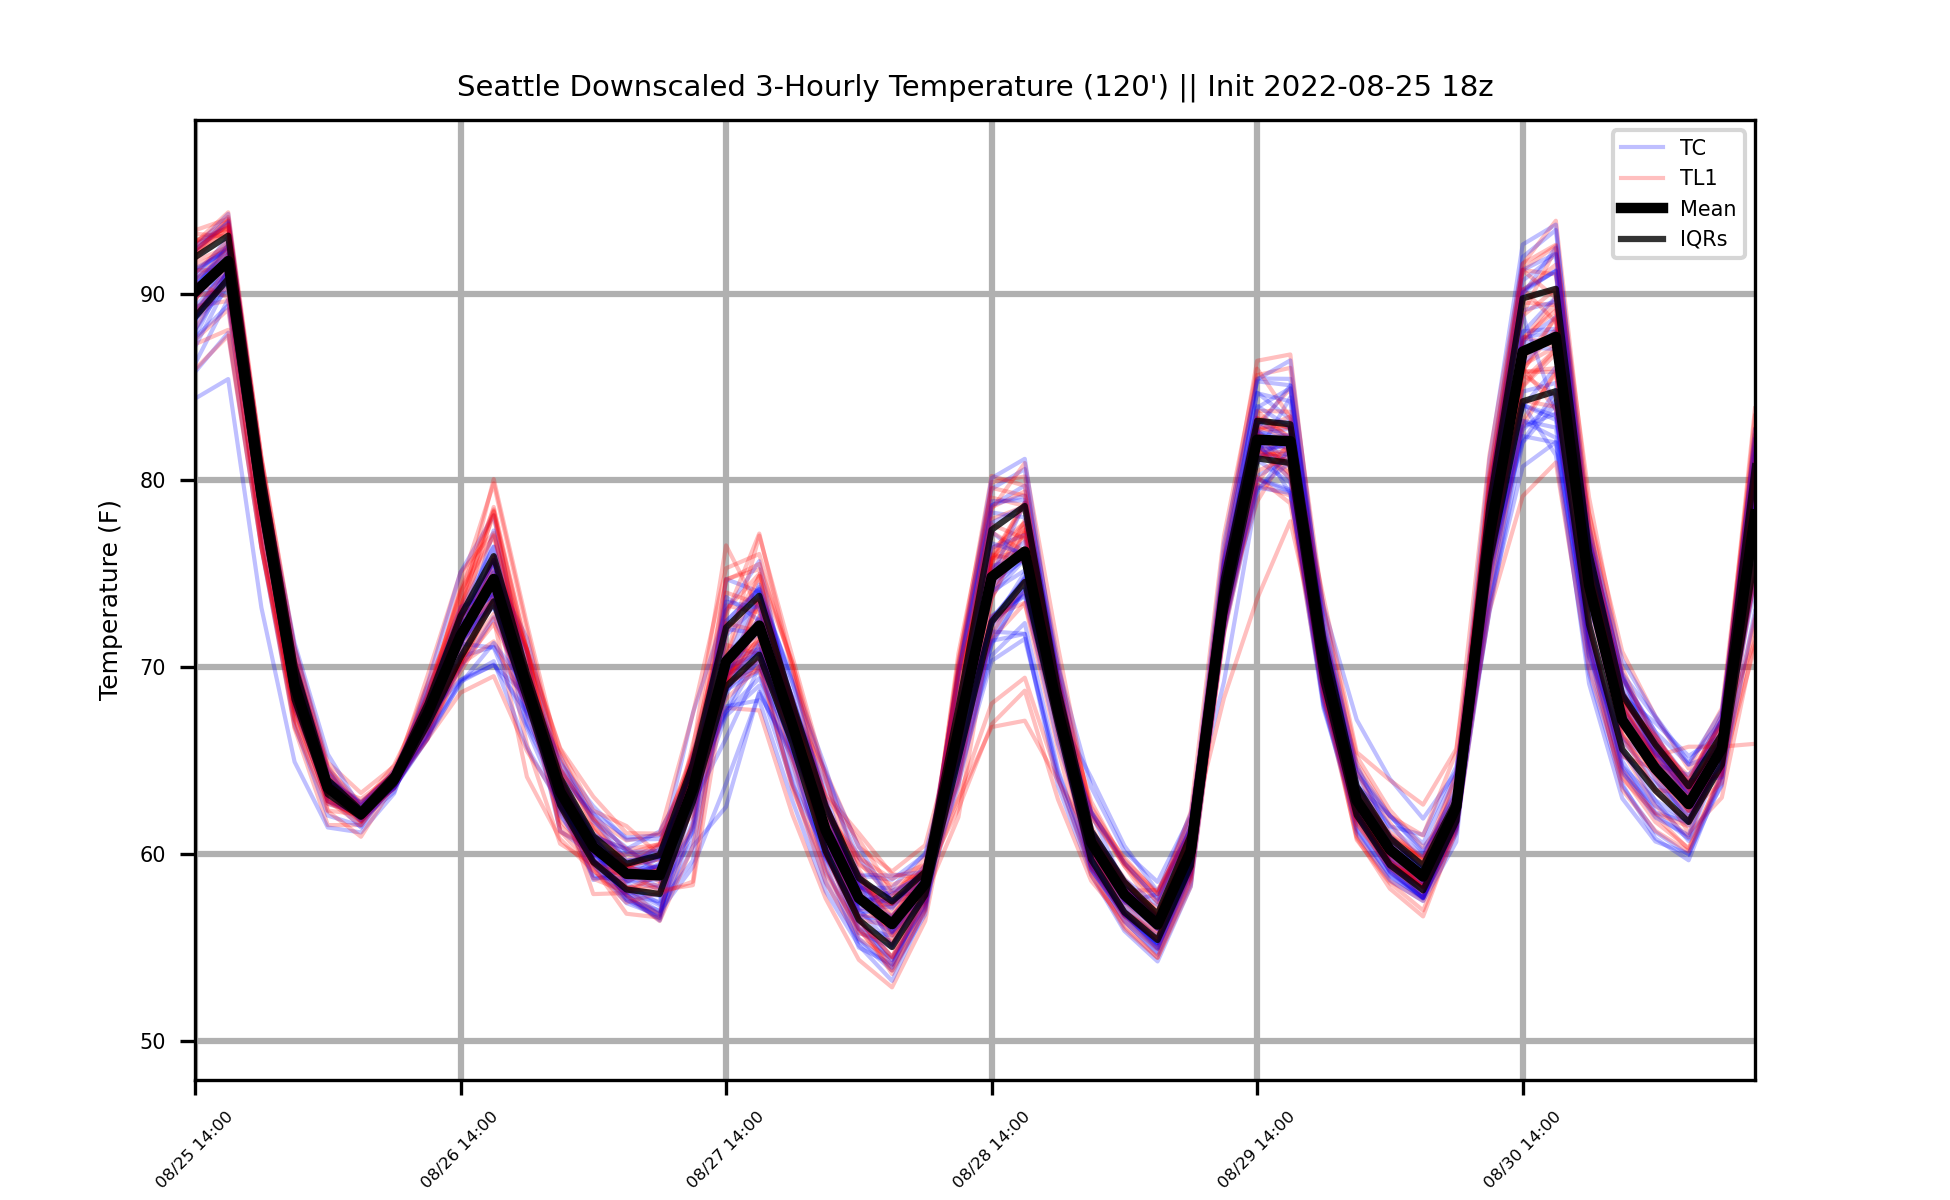 Seattle Downscaled 3-Hourly Temperature (120') || Init 2022-08-25 18z
TC
TL1
Mean
IQRs
Temperature (F)
90
80
70
60
50
08/25 14:00
08/26 14:00
08/27 14:00
08/28 14:00
08/29 14:00
08/30 14:00